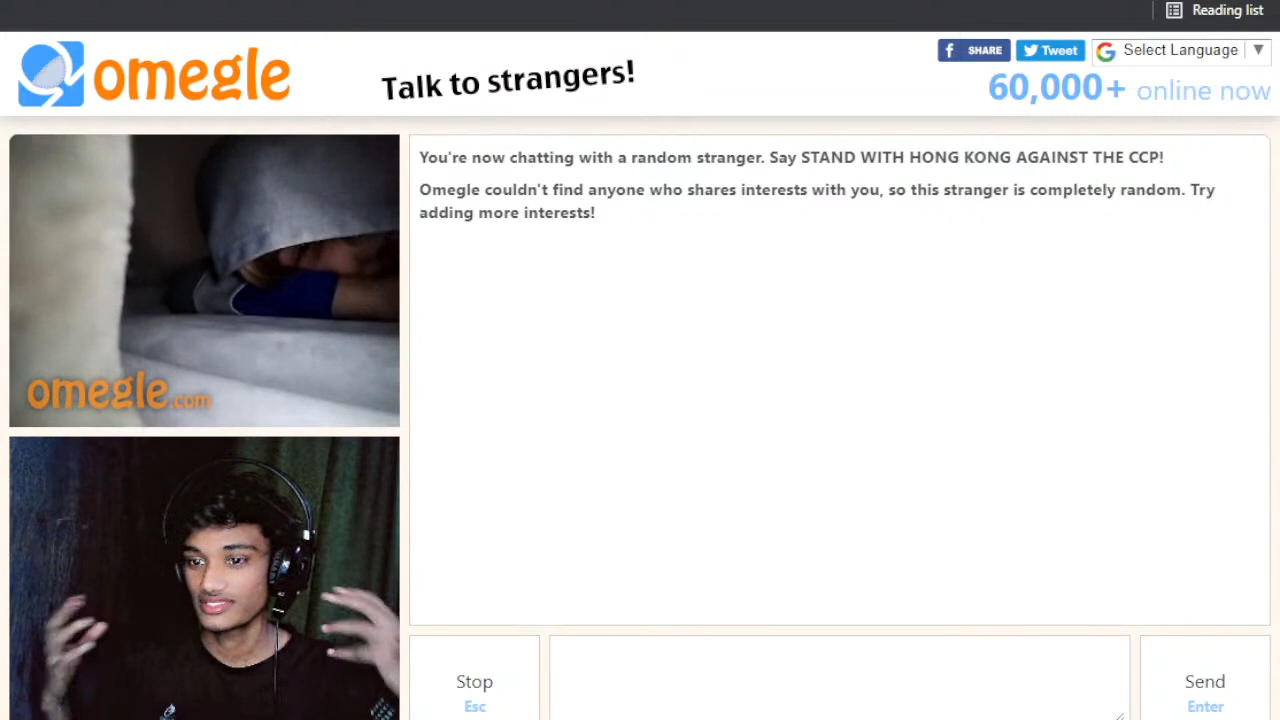 Reading list
omegle
Talk to strangers!
SHARE
Tweet
Select Language
60,000+ online now
You're now chatting with a random stranger. Say STAND WITH HONG KONG AGAINST THE CCP!
Omegle couldn't find anyone who shares interests with you, so this stranger is completely random. Try
adding more interests!
omegle.com
Stop
Esc
Send
Enter